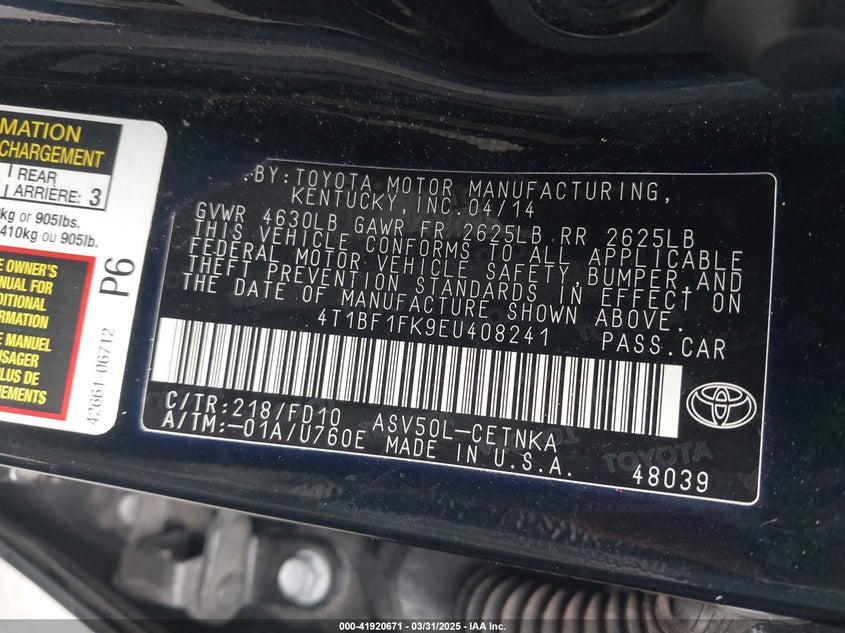 MATION
CHARGEMENT
REAR
ARRIÈRE: 3
kg or 905lbs.
410kg ou 905lb.
E OWNER'S
NUAL FOR
DITIONAL
RMATION
LE MANUEL
USAGER
PLUS DE
NEMENTS
P6
42661-06712
.BY: TOYOTA MOTOR MANUFACTURING,
KENTUCKY, INC. 04/14
GVWR 4630LB GAWR FR 2625LB RR 2625LB
THIS VEHICLE CONFORMS TO ALL APPLICABLE
FEDERAL MOTOR VEHICLE SAFETY, BUMPER, AND
THEFT PREVENTION STANDARDS IN EFFECT ON
THE DATE OF MANUFACTURE SHOWN ABOVE.
4T1BF1FK9EU408241 PASS.CAR
C/TR: 218/FD10 ASV50L-CETNKA
A/TM: -01A/U760E MADE IN U.S.A.
TOYOTA
48039
000-41920671 - 03/31/2025 - IAA Inc.